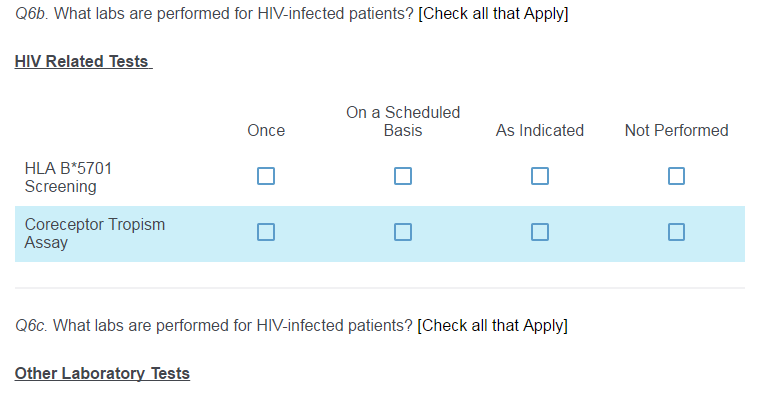 Q6b. What labs are performed for HIV-infected patients? [Check all that Apply]
HIV Related Tests
Once
On a Scheduled
Basis
As Indicated
Not Performed
HLA B*5701
Screening
Coreceptor Tropism
Assay
Q6c. What labs are performed for HIV-infected patients? [Check all that Apply]
Other Laboratory Tests